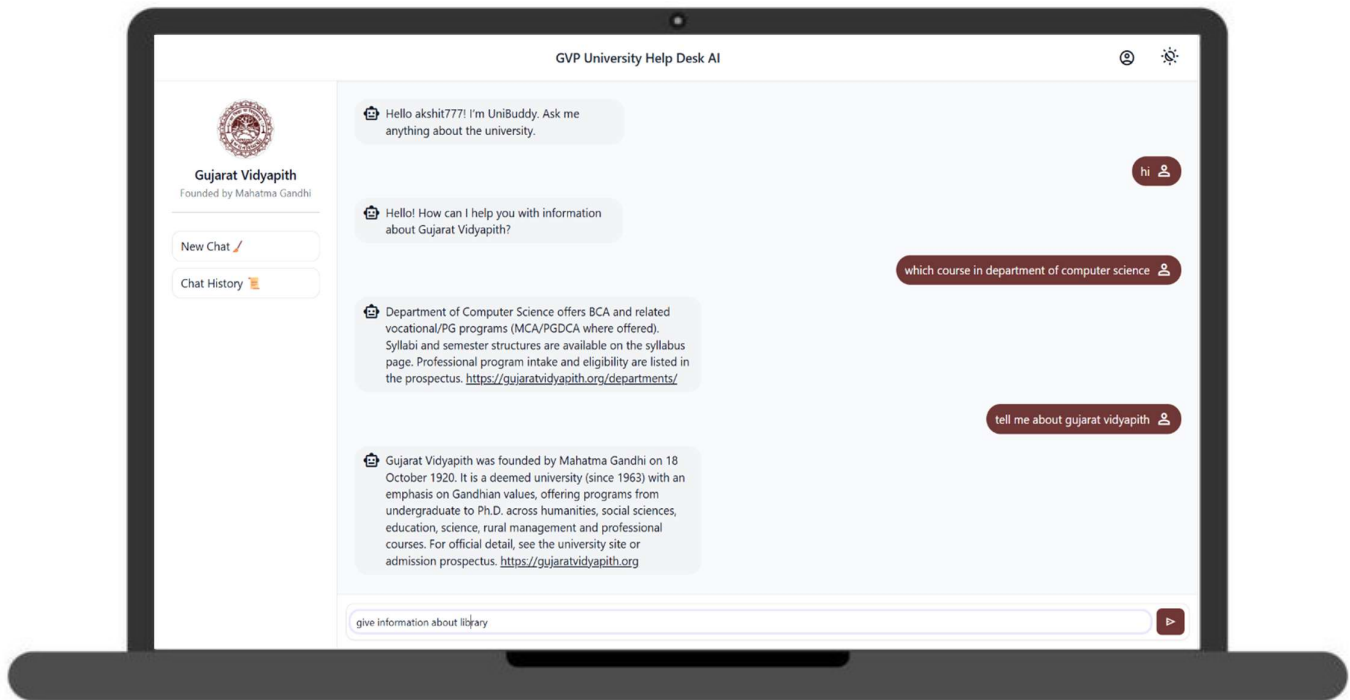 GVP University Help Desk AI
Gujarat Vidyapith
Founded by Mahatma Gandhi
New Chat
Chat History
Hello akshit777! I'm UniBuddy. Ask me
anything about the university.
hi
Hello! How can I help you with information
about Gujarat Vidyapith?
which course in department of computer science
Department of Computer Science offers BCA and related
vocational/PG programs (MCA/PGDCA where offered).
Syllabi and semester structures are available on the syllabus
page. Professional program intake and eligibility are listed in
the prospectus. https://gujaratvidyapith.org/departments/
tell me about gujarat vidyapith
Gujarat Vidyapith was founded by Mahatma Gandhi on 18
October 1920. It is a deemed university (since 1963) with an
emphasis on Gandhian values, offering programs from
undergraduate to Ph.D. across humanities, social sciences,
education, science, rural management and professional
courses. For official detail, see the university site or
admission prospectus. https://gujaratvidyapith.org
give information about library